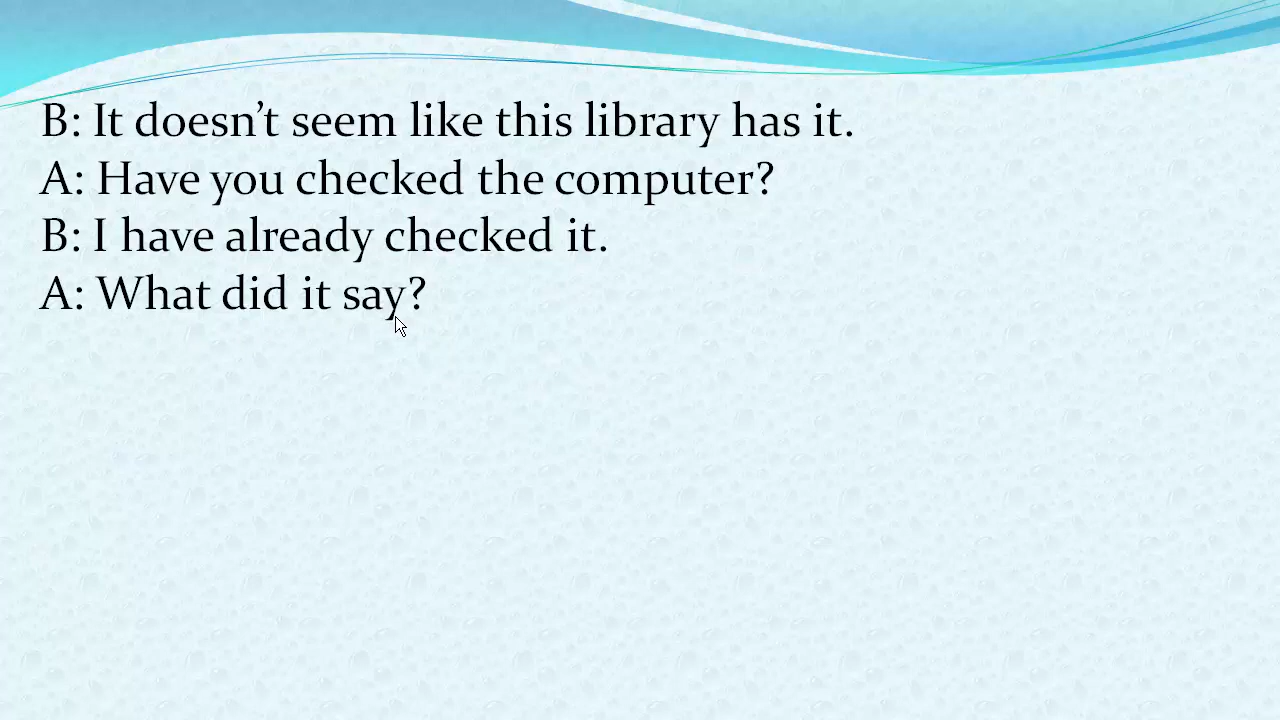 B: It doesn’t seem like this library has it.
A: Have you checked the computer?
B: I have already checked it.
A: What did it say?